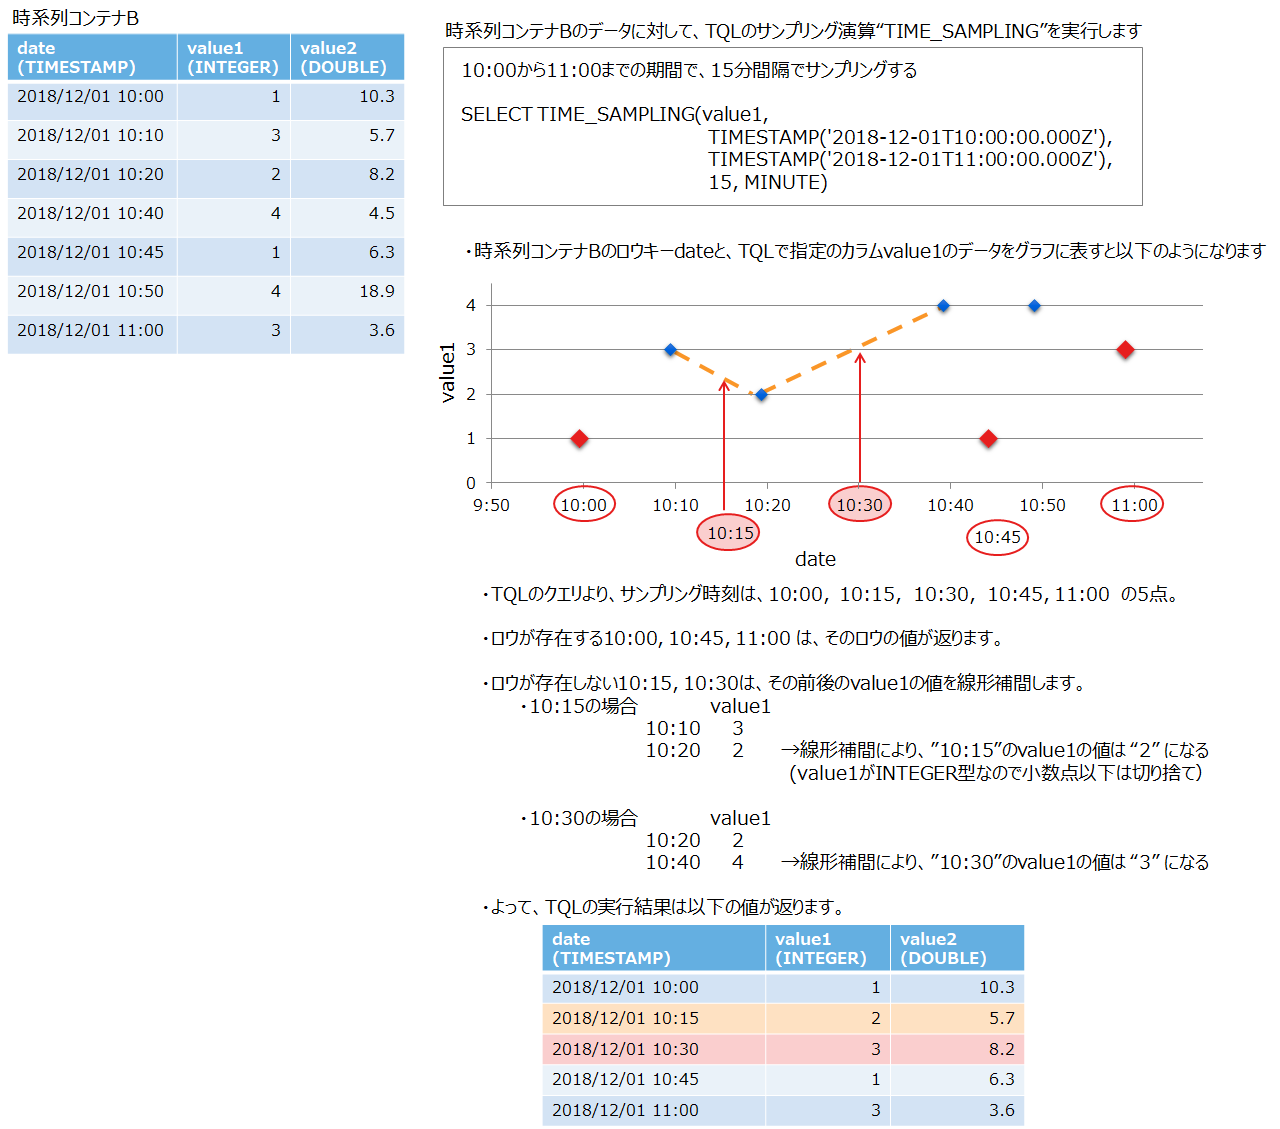 時系列コンテナB
date value1 value2
(TIMESTAMP) (INTEGER) (DOUBLE)
2018/12/01 10:00 1 10.3
2018/12/01 10:10 3 5.7
2018/12/01 10:20 2 8.2
2018/12/01 10:40 4 4.5
2018/12/01 10:45 1 6.3
2018/12/01 10:50 4 18.9
2018/12/01 11:00 3 3.6
時系列コンテナBのデータに対して、TQLのサンプリング演算“TIME_SAMPLING”を実行します
10:00から11:00までの期間で、15分間隔でサンプリングする
SELECT TIME_SAMPLING(value1,
TIMESTAMP('2018-12-01T10:00:00.000Z'),
TIMESTAMP('2018-12-01T11:00:00.000Z'),
15, MINUTE)
・時系列コンテナBのロウキーdateと、TQLで指定のカラムvalue1のデータをグラフに表すと以下のようになります
value1
4
3
2
1
0
9:50 10:00 10:10 10:20 10:30 10:40 10:50 11:00
10:15 10:45
date
・TQLのクエリより、サンプリング時刻は、10:00, 10:15, 10:30, 10:45, 11:00 の5点。
・ロウが存在する10:00, 10:45, 11:00 は、そのロウの値が返ります。
・ロウが存在しない10:15, 10:30は、その前後のvalue1の値を線形補間します。
・10:15の場合 value1
10:10 3
10:20 2 →線形補間により、”10:15”のvalue1の値は “2” になる
(value1がINTEGER型なので小数点以下は切り捨て)
・10:30の場合 value1
10:20 2
10:40 4 →線形補間により、”10:30”のvalue1の値は “3” になる
・よって、TQLの実行結果は以下の値が返ります。
date value1 value2
(TIMESTAMP) (INTEGER) (DOUBLE)
2018/12/01 10:00 1 10.3
2018/12/01 10:15 2 5.7
2018/12/01 10:30 3 8.2
2018/12/01 10:45 1 6.3
2018/12/01 11:00 3 3.6